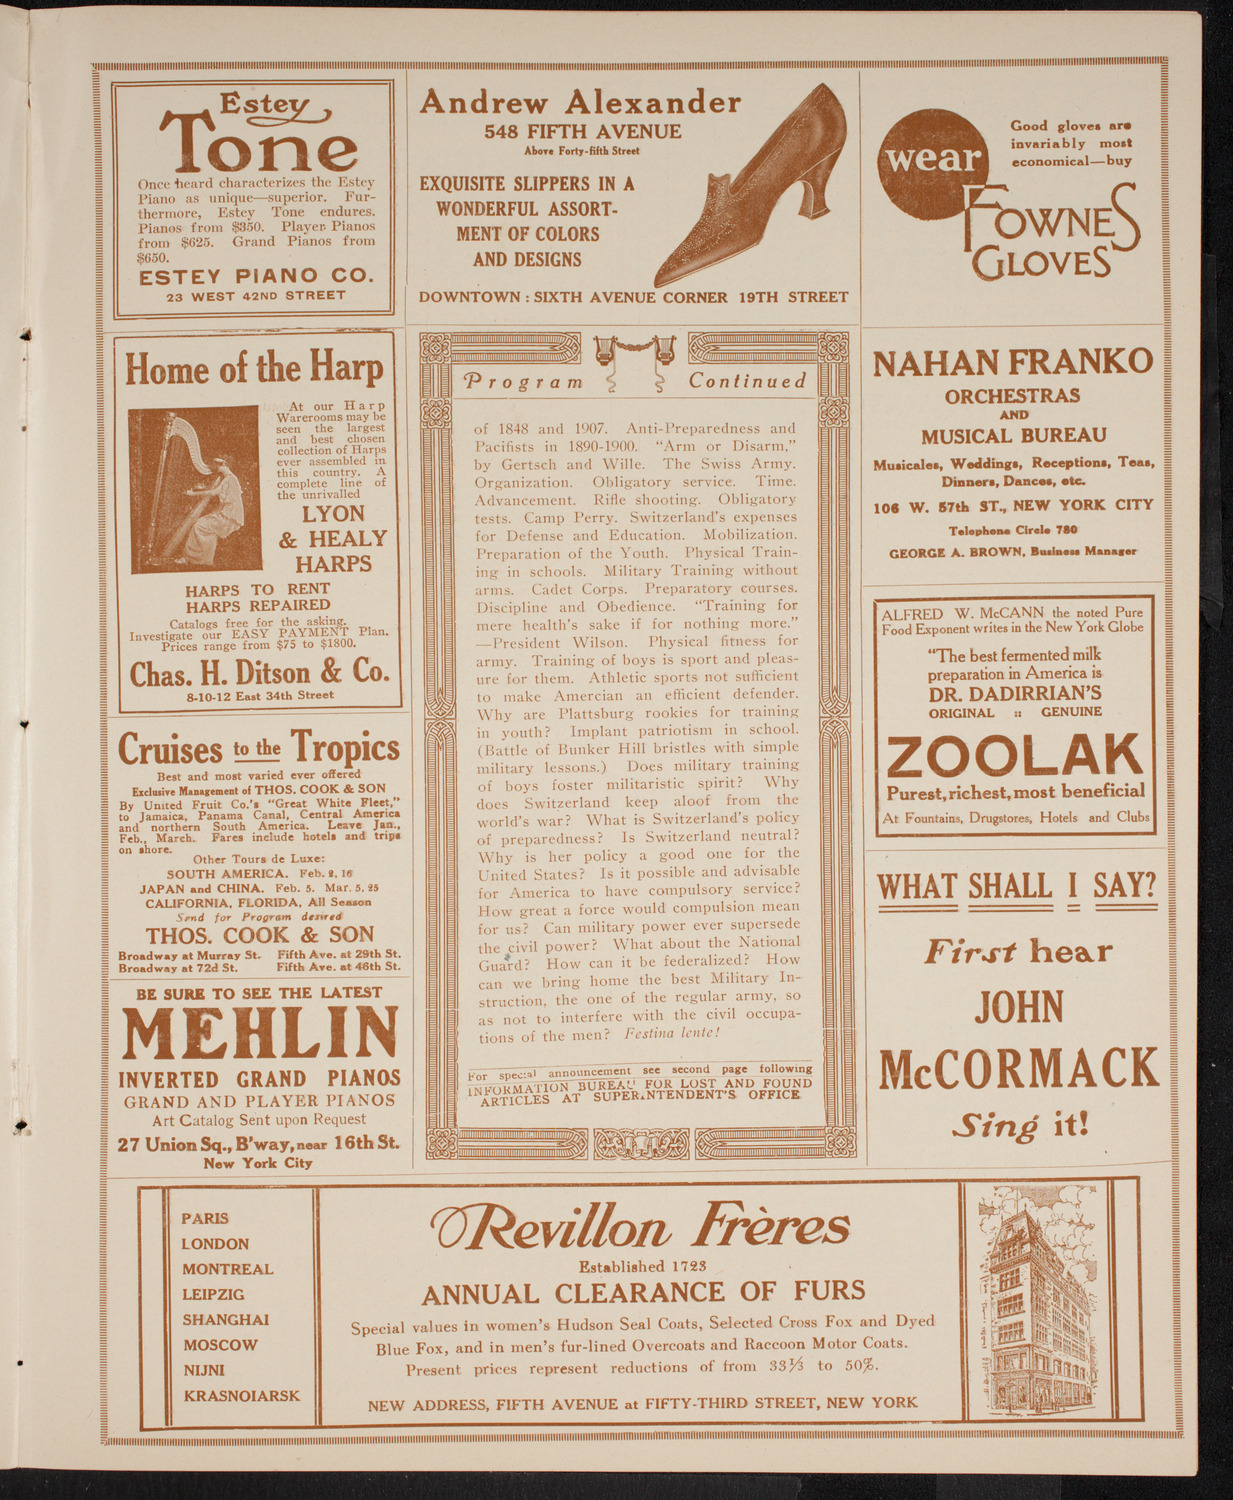 Estey
Tone
Once heard characterizes the Estey
Piano as unique—superior. Fur-
thermore, Estey Tone endures.
Pianos from $350. Player Pianos
from $625. Grand Pianos from
$650.
ESTEY PIANO CO.
23 WEST 42ND STREET
Andrew Alexander
548 FIFTH AVENUE
Above Forty-fifth Street
EXQUISITE SLIPPERS IN A
WONDERFUL ASSORT-
MENT OF COLORS
AND DESIGNS
DOWNTOWN : SIXTH AVENUE CORNER 19TH STREET
wear
Good gloves are
invariably most
economical—buy
FOWNES
GLOVES
Home of the Harp
At our Harp
Warerooms may be
seen the largest
and best chosen
collection of Harps
ever assembled in
this country. A
complete line of
the unrivalled
LYON
& HEALY
HARPS
HARPS TO RENT
HARPS REPAIRED
Catalogs free for the asking.
Investigate our EASY PAYMENT Plan.
Prices range from $75 to $1800.
Chas. H. Ditson & Co.
8-10-12 East 34th Street
Cruises to the Tropics
Best and most varied ever offered
Exclusive Management of THOS. COOK & SON
By United Fruit Co.'s "Great White Fleet,"
to Jamaica, Panama Canal, Central America
and northern South America. Leave Jan.,
Feb., March. Fares include hotels and trips
on shore.
Other Tours de Luxe:
SOUTH AMERICA. Feb. 2, 16
JAPAN and CHINA. Feb. 5. Mar. 5, 25
CALIFORNIA, FLORIDA, All Season
Send for Program desired
THOS. COOK & SON
Broadway at Murray St. Fifth Ave. at 29th St.
Broadway at 72d St. Fifth Ave. at 46th St.
BE SURE TO SEE THE LATEST
MEHLIN
INVERTED GRAND PIANOS
GRAND AND PLAYER PIANOS
Art Catalog Sent upon Request
27 Union Sq., B'way, near 16th St.
New York City
Program Continued
of 1848 and 1907. Anti-Preparedness and
Pacifists in 1890-1900. "Arm or Disarm,"
by Gertsch and Wille. The Swiss Army.
Organization. Obligatory service. Time.
Advancement. Rifle shooting. Obligatory
tests. Camp Perry. Switzerland's expenses
for Defense and Education. Mobilization.
Preparation of the Youth. Physical Train-
ing in schools. Military Training without
arms. Cadet Corps. Preparatory courses.
Discipline and Obedience. "Training for
mere health's sake if for nothing more."
—President Wilson. Physical fitness for
army. Training of boys is sport and pleas-
ure for them. Athletic sports not sufficient
to make Amercian an efficient defender.
Why are Plattsburg rookies for training
in youth? Implant patriotism in school.
(Battle of Bunker Hill bristles with simple
military lessons.) Does military training
of boys foster militaristic spirit? Why
does Switzerland keep aloof from the
world's war? What is Switzerland's policy
of preparedness? Is Switzerland neutral?
Why is her policy a good one for the
United States? Is it possible and advisable
for America to have compulsory service?
How great a force would compulsion mean
for us? Can military power ever supersede
the civil power? What about the National
Guard? How can it be federalized? How
can we bring home the best Military In-
struction, the one of the regular army, so
as not to interfere with the civil occupa-
tions of the men? Festina lente!
For special announcement see second page following
INFORMATION BUREAU FOR LOST AND FOUND
ARTICLES AT SUPERINTENDENT'S OFFICE
NAHAN FRANKO
ORCHESTRAS
AND
MUSICAL BUREAU
Musicales, Weddings, Receptions, Teas,
Dinners, Dances, etc.
106 W. 57th ST., NEW YORK CITY
Telephone Circle 780
GEORGE A. BROWN, Business Manager
ALFRED W. McCANN the noted Pure
Food Exponent writes in the New York Globe
"The best fermented milk
preparation in America is
DR. DADIRRIAN'S
ORIGINAL :: GENUINE
ZOOLAK
Purest, richest, most beneficial
At Fountains, Drugstores, Hotels and Clubs
WHAT SHALL I SAY?
First hear
JOHN
McCORMACK
Sing it!
PARIS
LONDON
MONTREAL
LEIPZIG
SHANGHAI
MOSCOW
NIJNI
KRASNOIARSK
Revillon Frères
Established 1723
ANNUAL CLEARANCE OF FURS
Special values in women's Hudson Seal Coats, Selected Cross Fox and Dyed
Blue Fox, and in men's fur-lined Overcoats and Raccoon Motor Coats.
Present prices represent reductions of from 33⅓ to 50%.
NEW ADDRESS, FIFTH AVENUE at FIFTY-THIRD STREET, NEW YORK